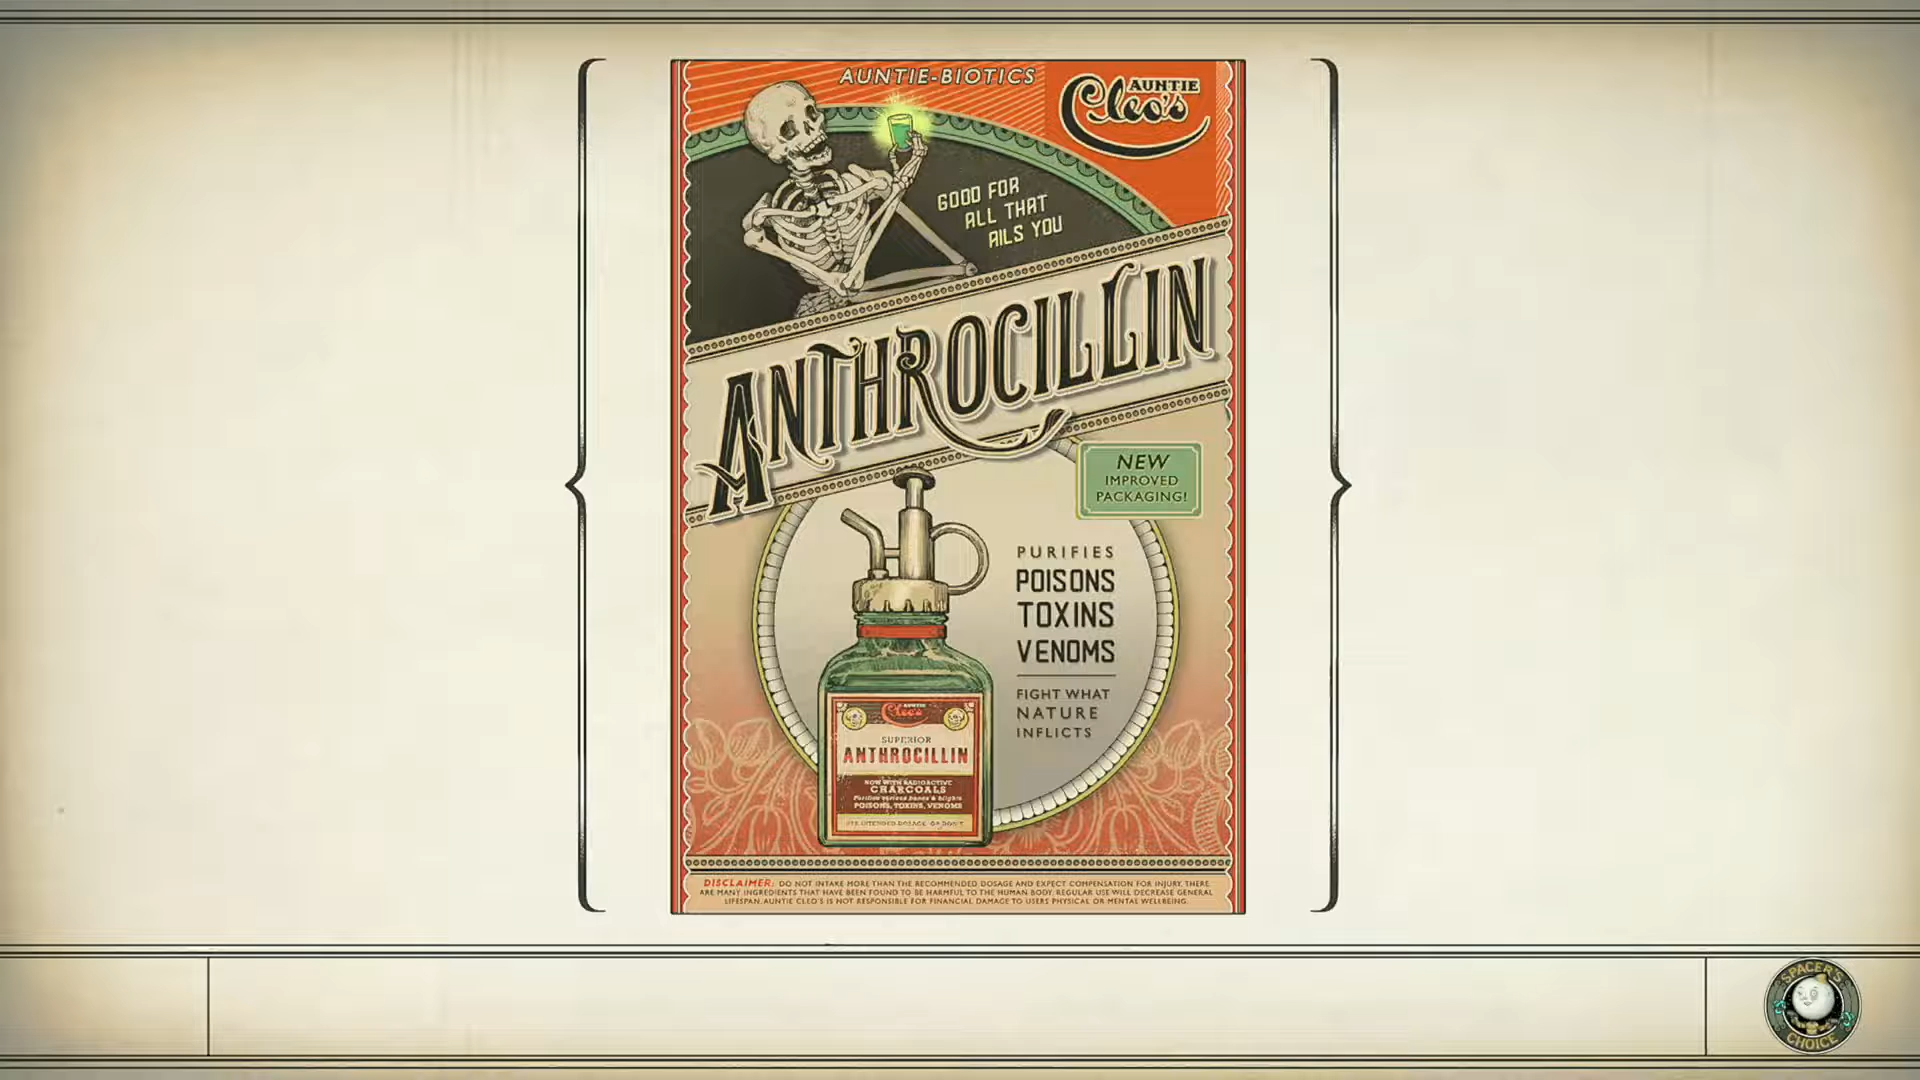 AUNTIE-BIOTICS
AUNTIE
Cleo's
GOOD FOR
ALL THAT
AILS YOU
ANTHROCILLIN
NEW
IMPROVED
PACKAGING!
PURIFIES
POISONS
TOXINS
VENOMS
FIGHT WHAT
NATURE
INFLICTS
AUNTIE
Cleo's
SUPERIOR
ANTHROCILLIN
NOW WITH RADIOACTIVE
CHARCOALS
Purifies various banes & blights
POISONS, TOXINS, VENOMS
DISCLAIMER: DO NOT INTAKE MORE THAN THE RECOMMENDED DOSAGE AND EXPECT COMPENSATION FOR INJURY. THERE
ARE MANY INGREDIENTS THAT HAVE BEEN FOUND TO BE HARMFUL TO THE HUMAN BODY. REGULAR USE WILL DECREASE GENERAL
LIFESPAN. AUNTIE CLEO'S IS NOT RESPONSIBLE FOR FINANCIAL DAMAGE TO USERS PHYSICAL OR MENTAL WELLBEING.
SPACER'S
CHOICE